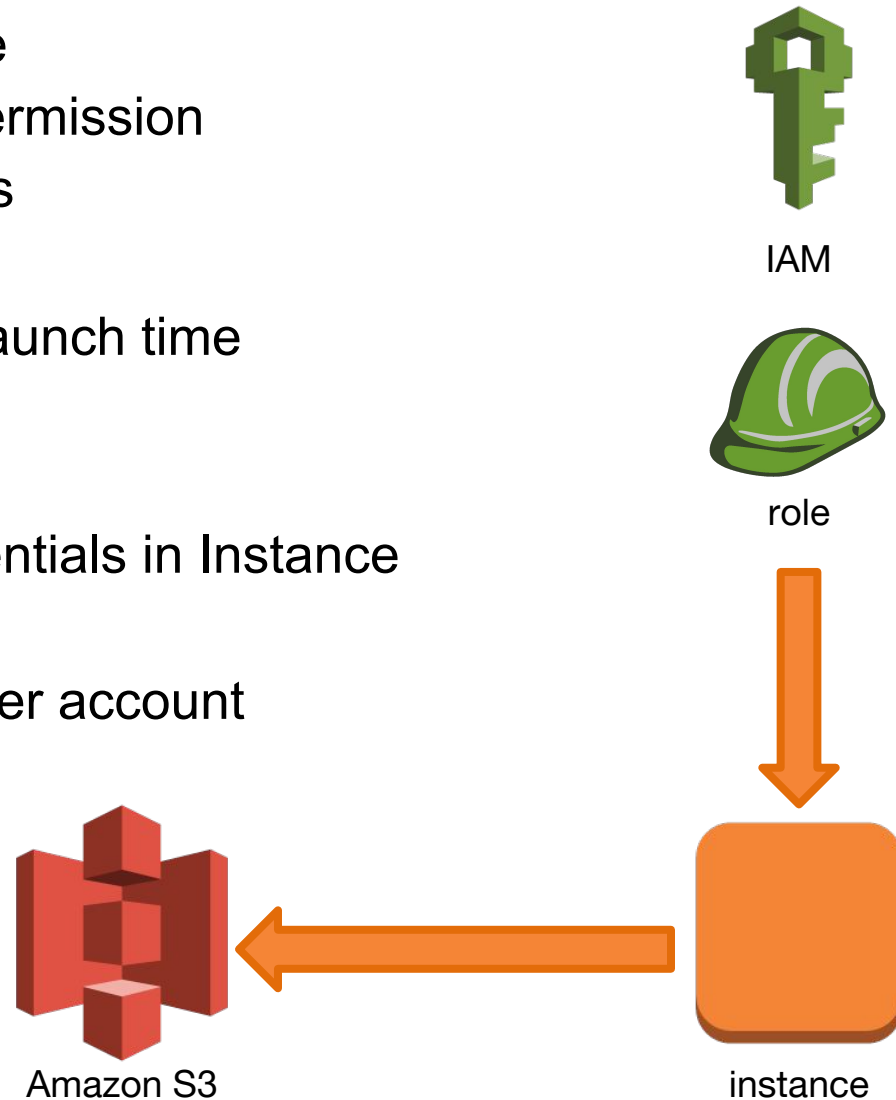 e
ermission
s
IAM
aunch time
role
entials in Instance
er account
Amazon S3
instance